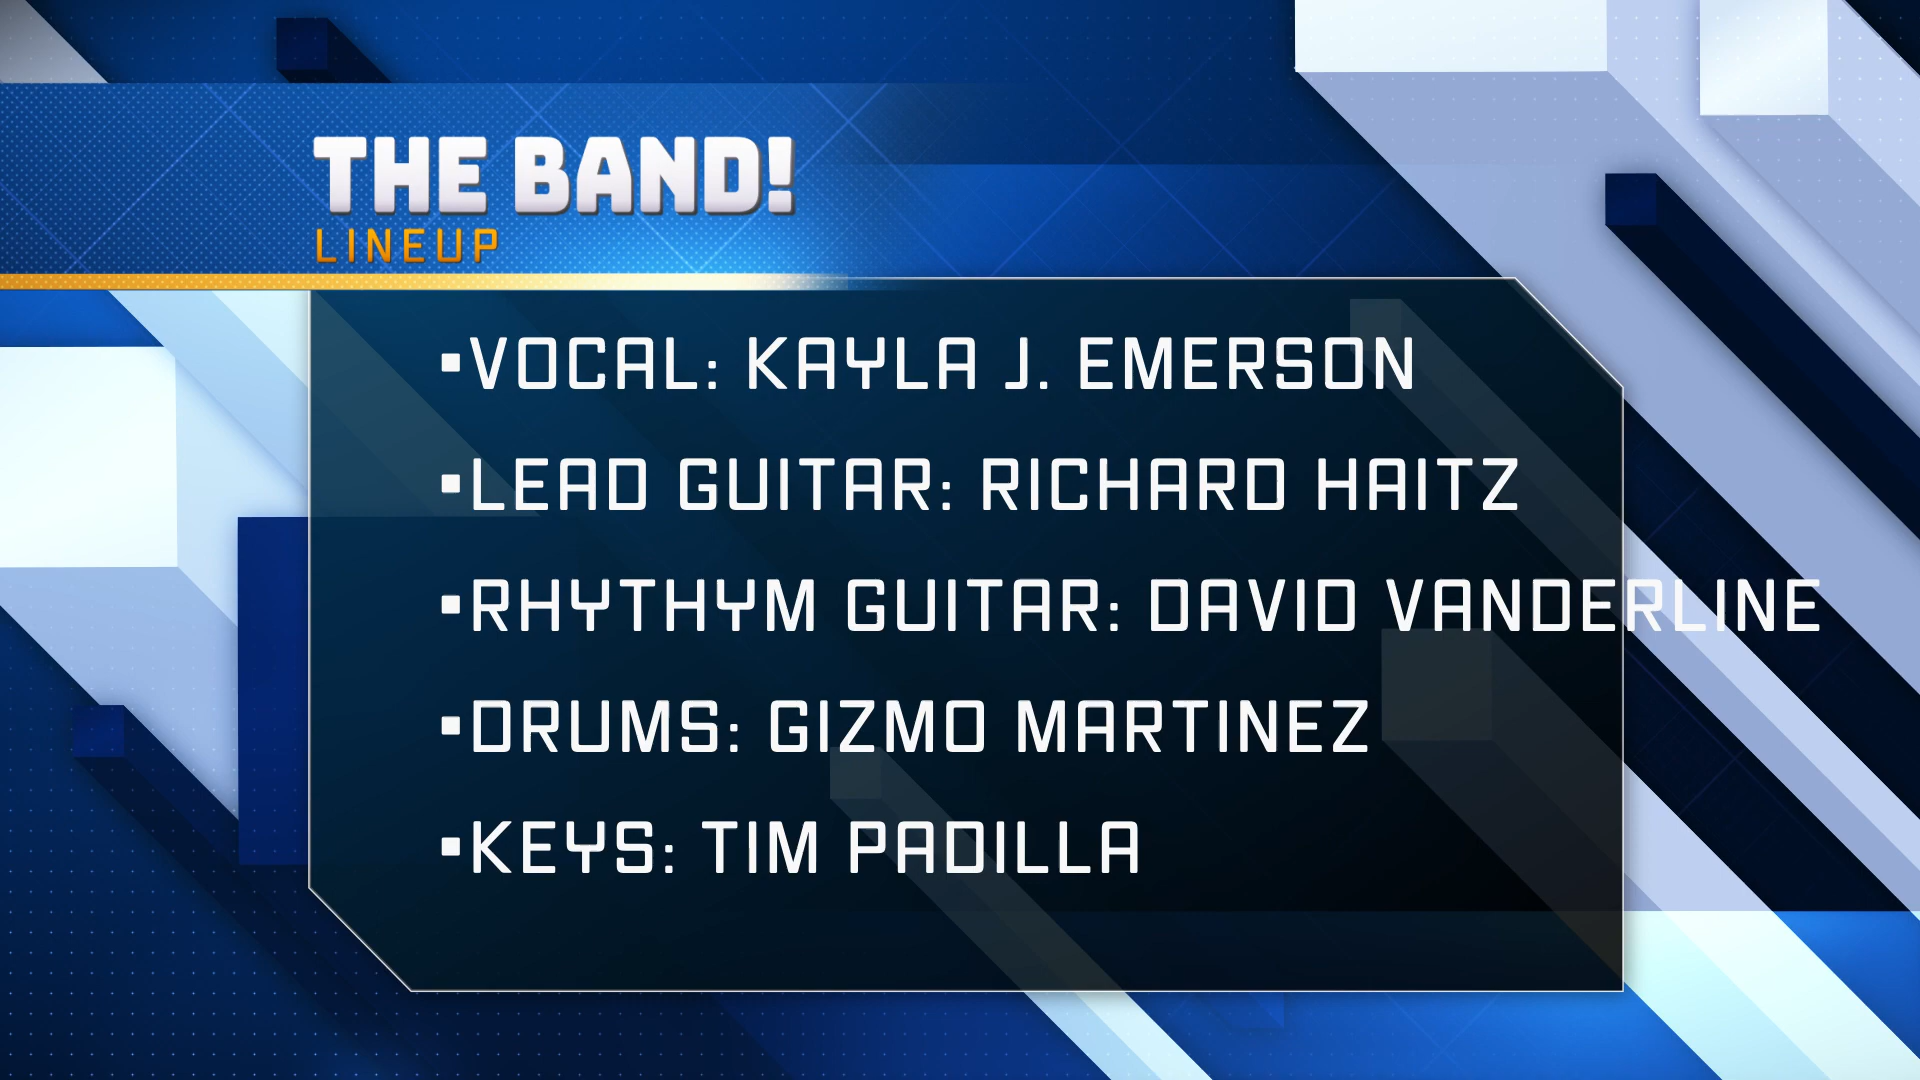 THE BAND!
LINEUP
▪VOCAL: KAYLA J. EMERSON
▪LEAD GUITAR: RICHARD HAITZ
▪RHYTHM GUITAR: DAVID VANDERLINE
▪DRUMS: GIZMO MARTINEZ
▪KEYS: TIM PADILLA